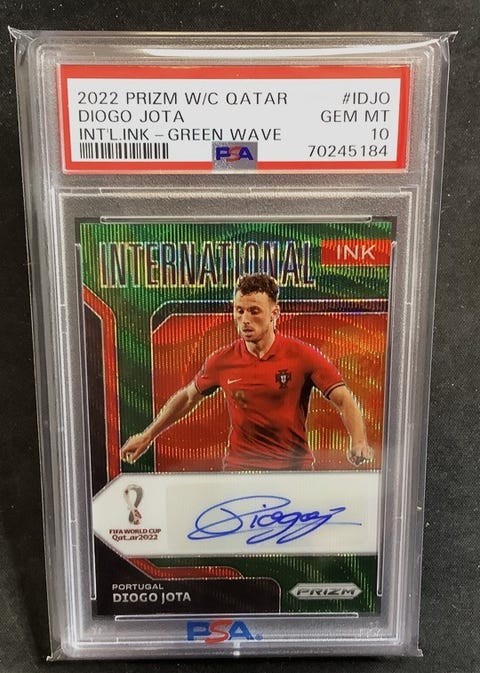 2022 PRIZM W/C QATAR #IDJO
DIOGO JOTA GEM MT
INT'L.INK – GREEN WAVE 10
PSA 70245184
INTERNATIONAL INK
FIFA WORLD CUP
Qat_ar2022
PORTUGAL
DIOGO JOTA
PRIZM
PSA